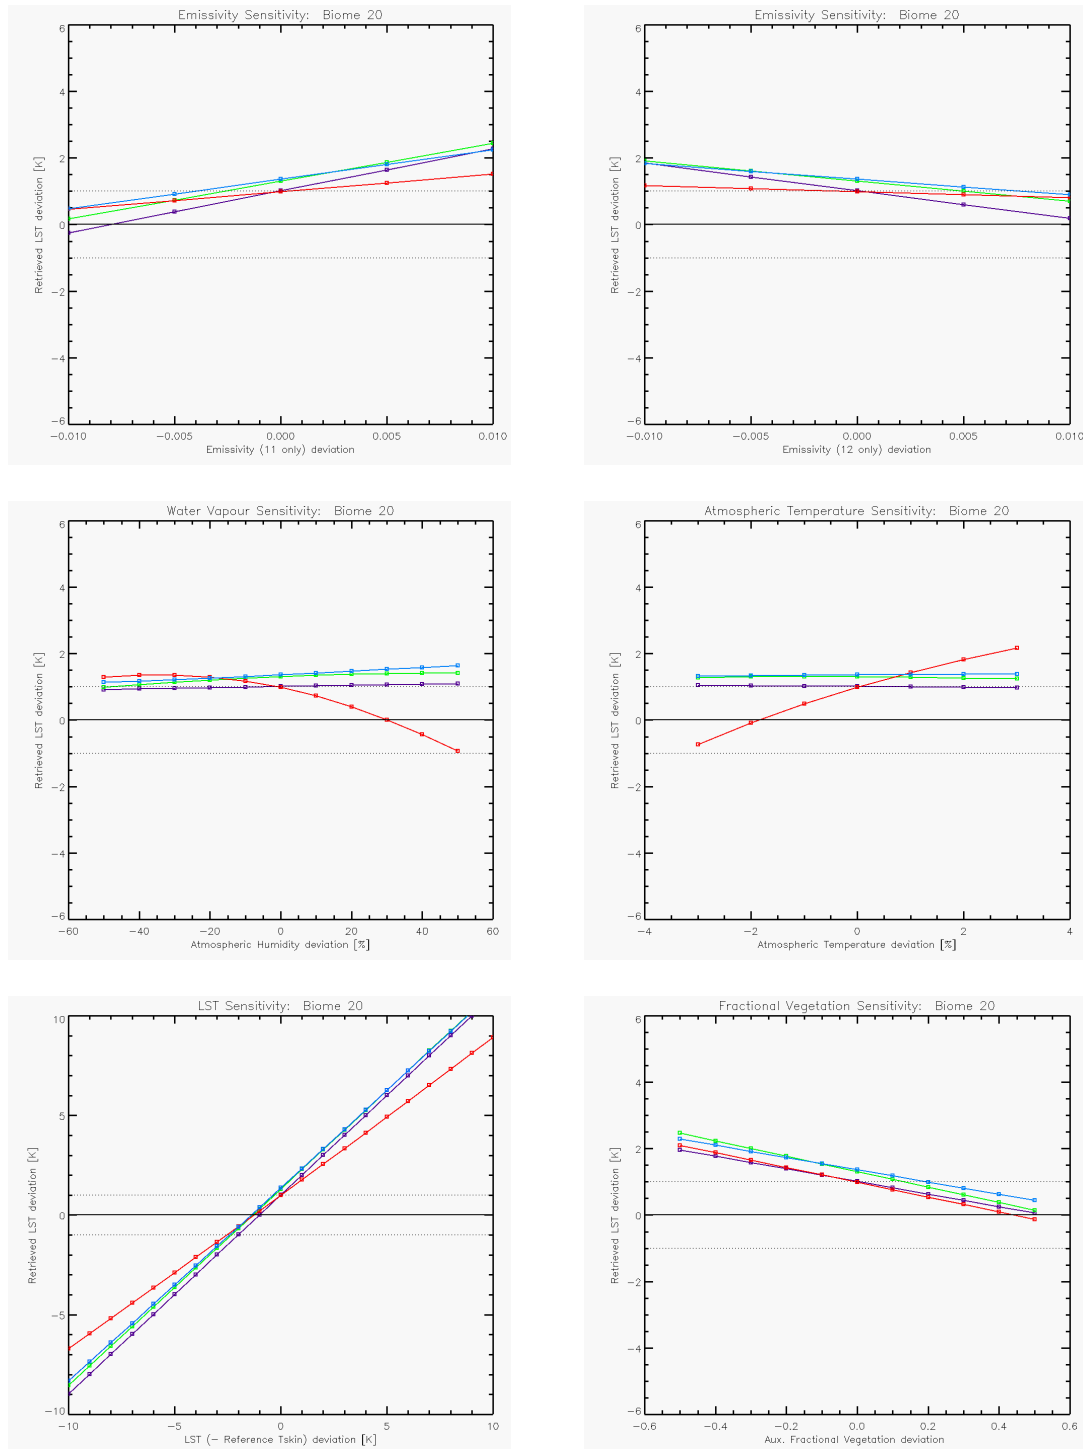 Emissivity Sensitivity: Biome 20
6
4
2
0
−2
−4
−6
Retrieved LST deviation [K]
−0.010 −0.005 0.000 0.005 0.010
Emissivity (11 only) deviation
Emissivity Sensitivity: Biome 20
6
4
2
0
−2
−4
−6
Retrieved LST deviation [K]
−0.010 −0.005 0.000 0.005 0.010
Emissivity (12 only) deviation
Water Vapour Sensitivity: Biome 20
6
4
2
0
−2
−4
−6
Retrieved LST deviation [K]
−60 −40 −20 0 20 40 60
Atmospheric Humidity deviation [%]
Atmospheric Temperature Sensitivity: Biome 20
6
4
2
0
−2
−4
−6
Retrieved LST deviation [K]
−4 −2 0 2 4
Atmospheric Temperature deviation [%]
LST Sensitivity: Biome 20
10
5
0
−5
−10
Retrieved LST deviation [K]
−10 −5 0 5 10
LST (− Reference Tskin) deviation [K]
Fractional Vegetation Sensitivity: Biome 20
6
4
2
0
−2
−4
−6
Retrieved LST deviation [K]
−0.6 −0.4 −0.2 0.0 0.2 0.4 0.6
Aux. Fractional Vegetation deviation